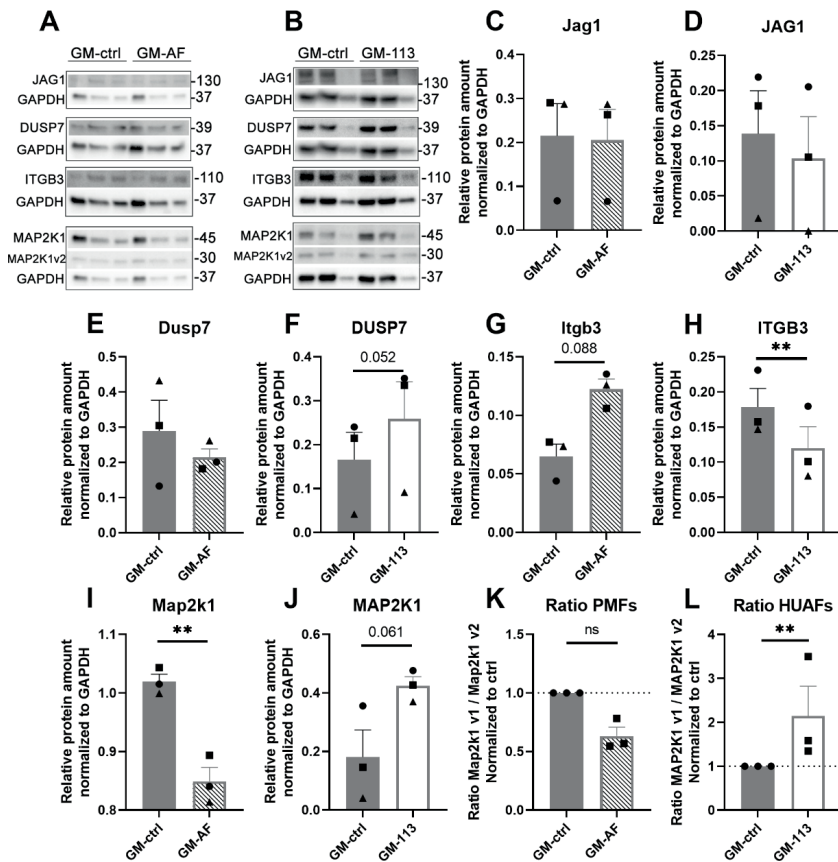 A
GM-ctrl GM-AF
JAG1 -130
GAPDH -37
DUSP7 -39
GAPDH -37
ITGB3 -110
GAPDH -37
MAP2K1 -45
MAP2K1v2 -30
GAPDH -37
B
GM-ctrl GM-113
JAG1 -130
GAPDH -37
DUSP7 -39
GAPDH -37
ITGB3 -110
GAPDH -37
MAP2K1 -45
MAP2K1v2 -30
GAPDH -37
C
Jag1
Relative protein amount
normalized to GAPDH
0.4
0.3
0.2
0.1
0.0
GM-ctrl
GM-AF
D
JAG1
Relative protein amount
normalized to GAPDH
0.25
0.20
0.15
0.10
0.05
0.00
GM-ctrl
GM-113
E
Dusp7
Relative protein amount
normalized to GAPDH
0.5
0.4
0.3
0.2
0.1
0.0
GM-ctrl
GM-AF
F
DUSP7
Relative protein amount
normalized to GAPDH
0.4
0.3
0.2
0.1
0.0
0.052
GM-ctrl
GM-113
G
Itgb3
Relative protein amount
normalized to GAPDH
0.15
0.10
0.05
0.00
0.088
GM-ctrl
GM-AF
H
ITGB3
Relative protein amount
normalized to GAPDH
0.25
0.20
0.15
0.10
0.05
0.00
**
GM-ctrl
GM-113
I
Map2k1
Relative protein amount
normalized to GAPDH
1.1
1.0
0.9
0.8
**
GM-ctrl
GM-AF
J
MAP2K1
Relative protein amount
normalized to GAPDH
0.6
0.4
0.2
0.0
0.061
GM-ctrl
GM-113
K
Ratio PMFs
Ratio Map2k1 v1 / Map2k1 v2
Normalized to ctrl
1.5
1.0
0.5
0.0
ns
GM-ctrl
GM-AF
L
Ratio HUAFs
Ratio MAP2K1 v1 / MAP2K1 v2
Normalized to ctrl
4
3
2
1
0
**
GM-ctrl
GM-113